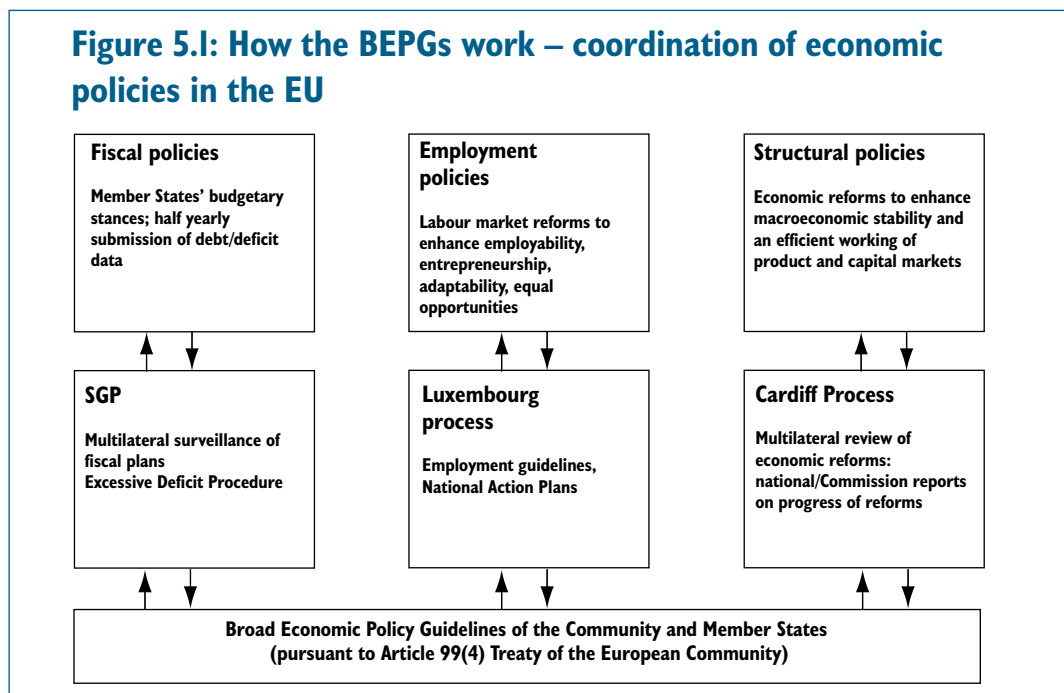 Figure 5.1: How the BEPGs work – coordination of economic
policies in the EU
Fiscal policies
Member States' budgetary
stances; half yearly
submission of debt/deficit
data
Employment
policies
Labour market reforms to
enhance employability,
entrepreneurship,
adaptability, equal
opportunities
Structural policies
Economic reforms to enhance
macroeconomic stability and
an efficient working of
product and capital markets
SGP
Multilateral surveillance of
fiscal plans
Excessive Deficit Procedure
Luxembourg
process
Employment guidelines,
National Action Plans
Cardiff Process
Multilateral review of
economic reforms:
national/Commission reports
on progress of reforms
Broad Economic Policy Guidelines of the Community and Member States
(pursuant to Article 99(4) Treaty of the European Community)